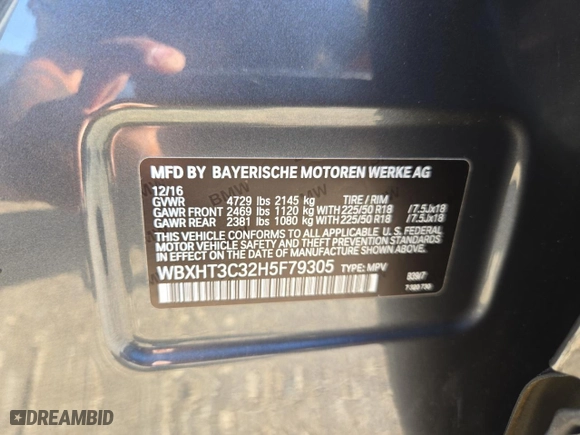 MFD BY BAYERISCHE MOTOREN WERKE AG
12/16
GVWR 4729 lbs 2145 kg TIRE / RIM
GAWR FRONT 2469 lbs 1120 kg WITH 225/50 R18 /7.5Jx18
GAWR REAR 2381 lbs 1080 kg WITH 225/50 R18 /7.5Jx18
THIS VEHICLE CONFORMS TO ALL APPLICABLE U.S. FEDERAL
MOTOR VEHICLE SAFETY, BUMPER, AND THEFT PREVENTION
STANDARDS IN EFFECT ON THE DATE OF MANUFACTURE SHOWN ABOVE.
WBXHT3C32H5F79305 TYPE: MPV
DREAMBID